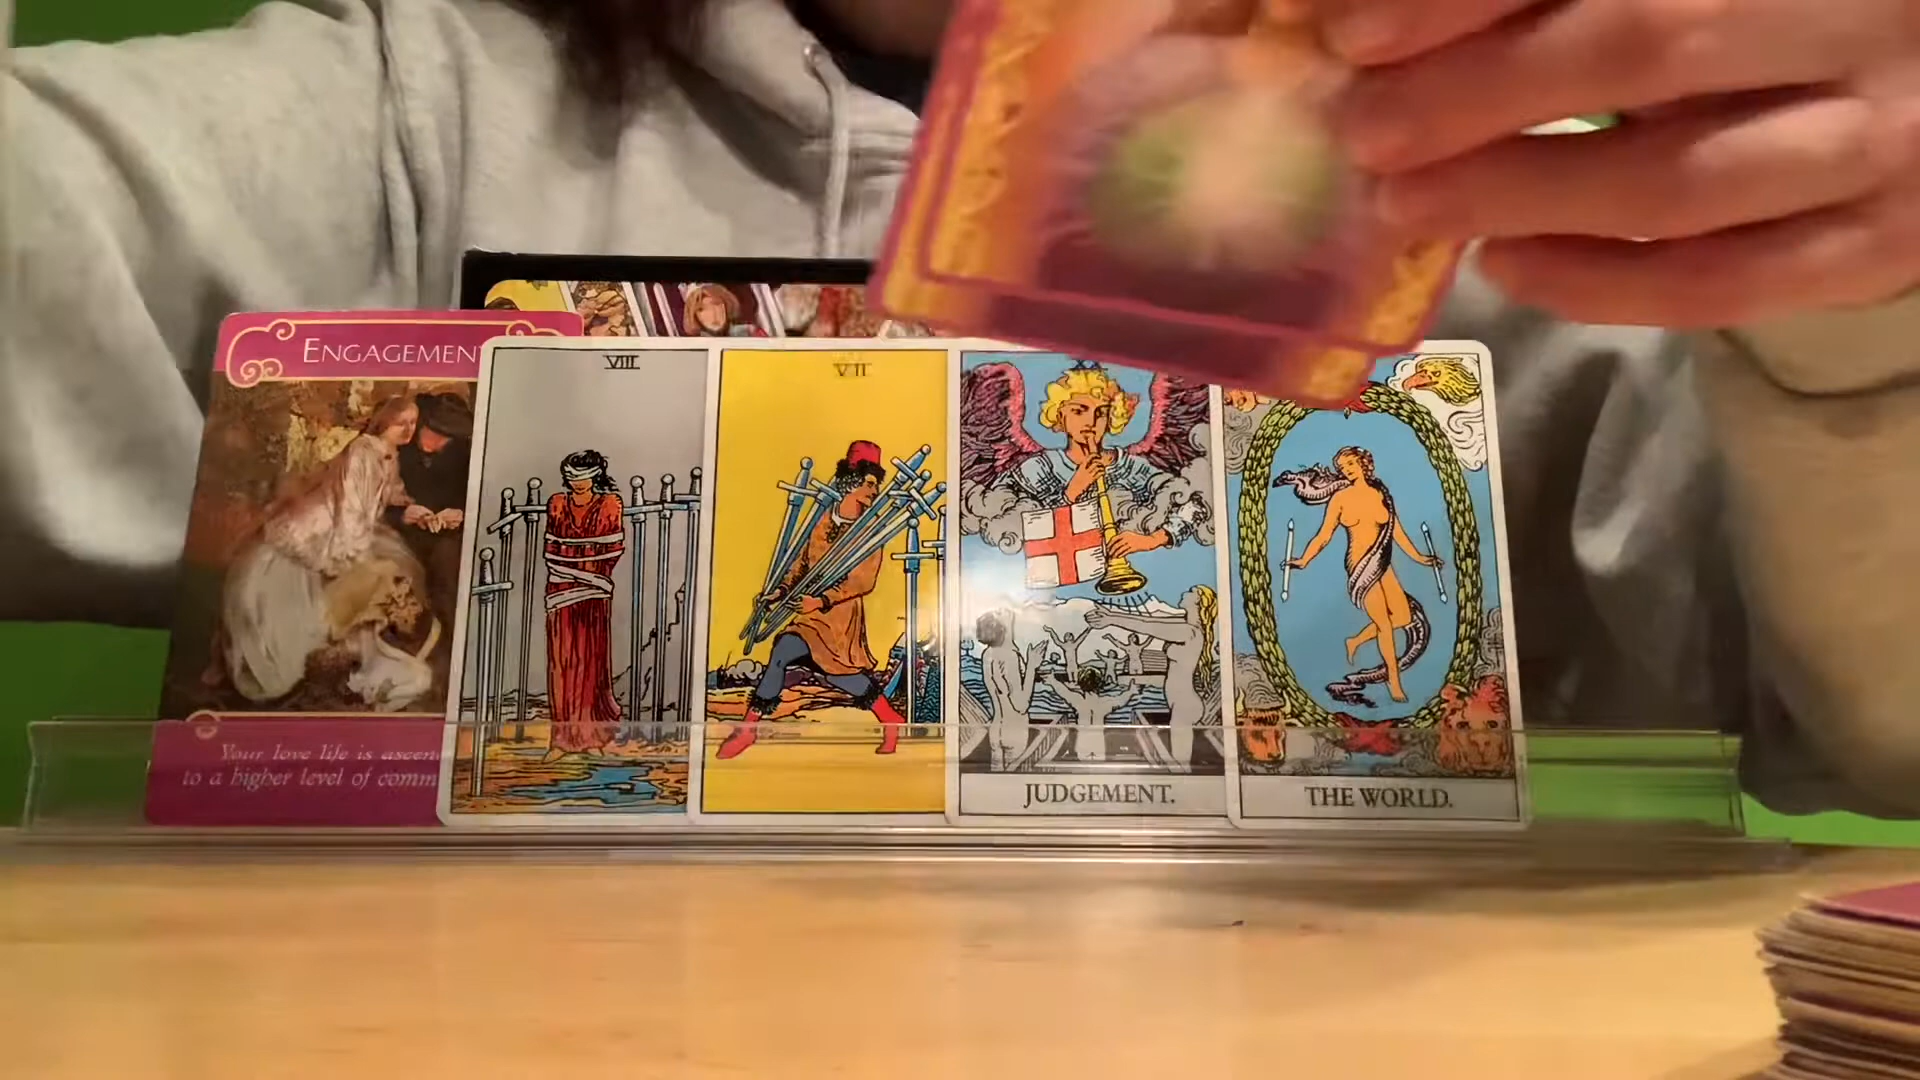 ENGAGEMEN
VIII
VII
Your love life is ascen
to a higher level of comm
JUDGEMENT.
THE WORLD.